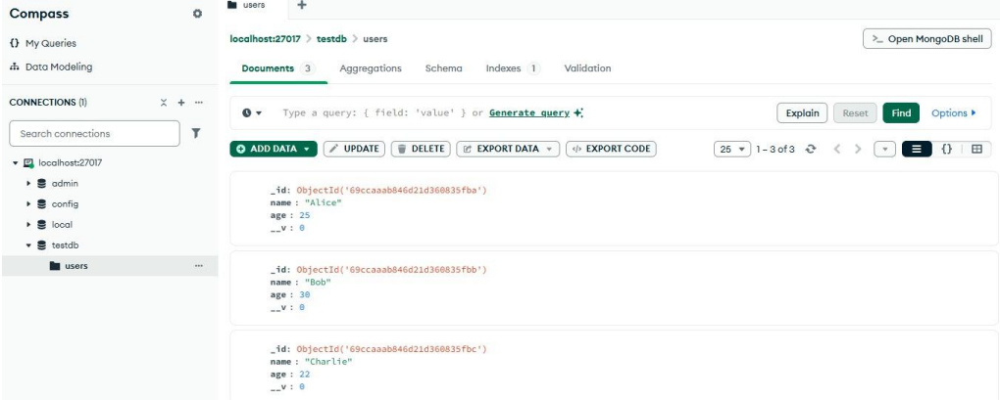 Compass
{} My Queries
Data Modeling
CONNECTIONS (1)
Search connections
localhost:27017
admin
config
local
testdb
users
users
localhost:27017 > testdb > users
>_ Open MongoDB shell
Documents 3 Aggregations Schema Indexes 1 Validation
Type a query: { field: 'value' } or Generate query
Explain Reset Find Options
ADD DATA UPDATE DELETE EXPORT DATA EXPORT CODE 25 1 – 3 of 3 {}
_id: ObjectId('69ccaaab846d21d360835fba')
name : "Alice"
age : 25
__v : 0
_id: ObjectId('69ccaaab846d21d360835fbb')
name : "Bob"
age : 30
__v : 0
_id: ObjectId('69ccaaab846d21d360835fbc')
name : "Charlie"
age : 22
__v : 0